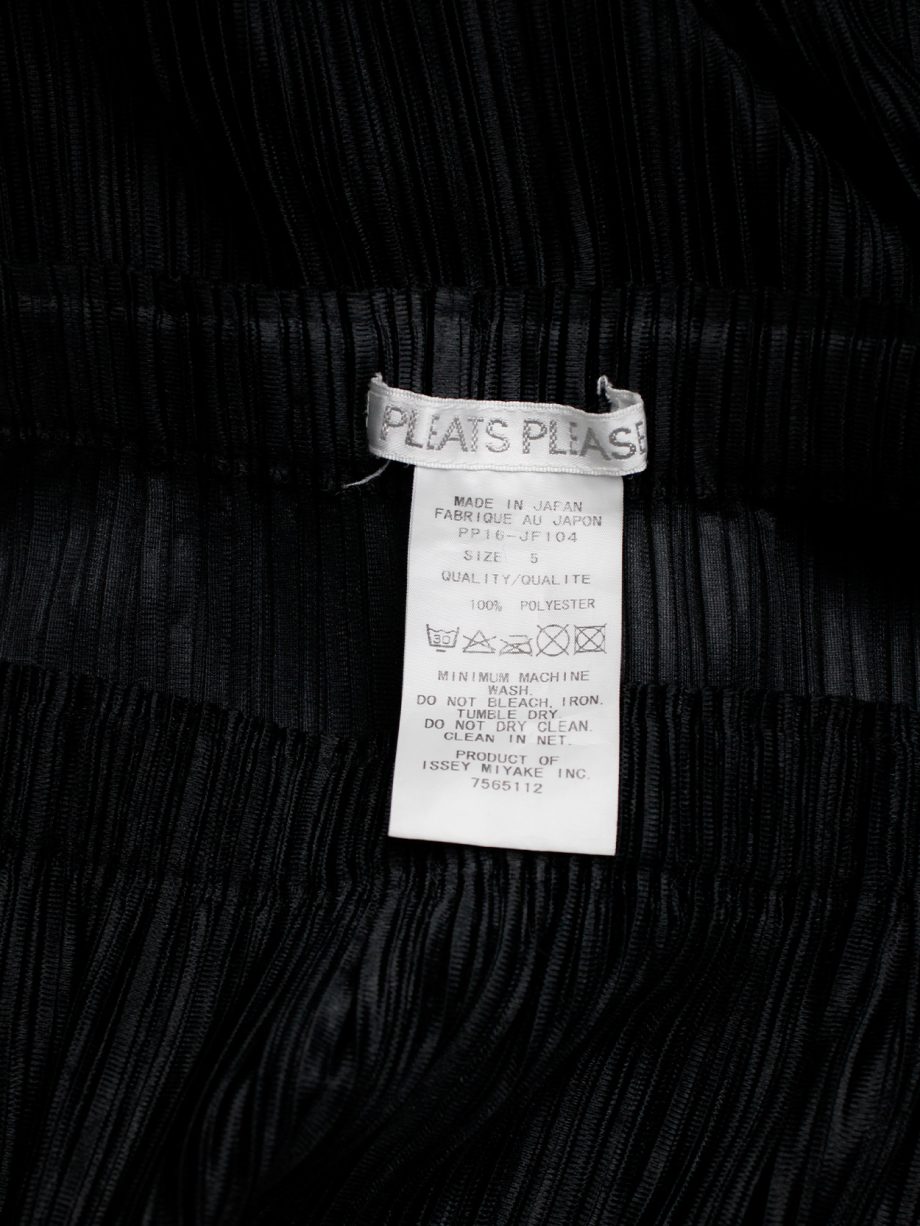 PLEATS PLEASE
MADE IN JAPAN
FABRIQUE AU JAPON
PP16-JF104
SIZE 5
QUALITY/QUALITE
100% POLYESTER
30
MINIMUM MACHINE
WASH.
DO NOT BLEACH, IRON.
TUMBLE DRY.
DO NOT DRY CLEAN.
CLEAN IN NET.
PRODUCT OF
ISSEY MIYAKE INC.
7565112